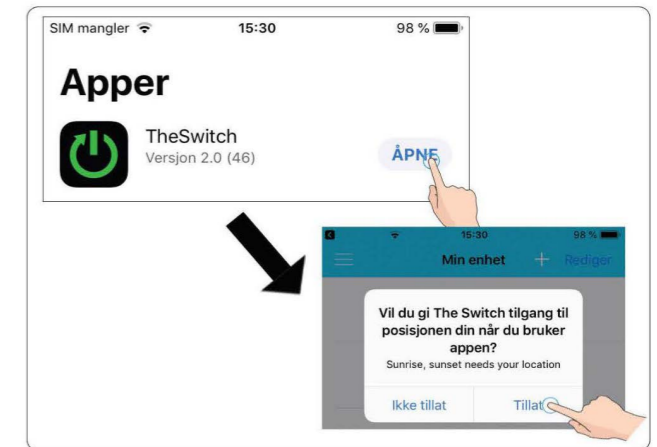 SIM mangler 15:30 98 %
Apper
TheSwitch
Versjon 2.0 (46)
ÅPNE
15:30 98 %
Min enhet + Rediger
Vil du gi The Switch tilgang til
posisjonen din når du bruker
appen?
Sunrise, sunset needs your location
Ikke tillat Tillat